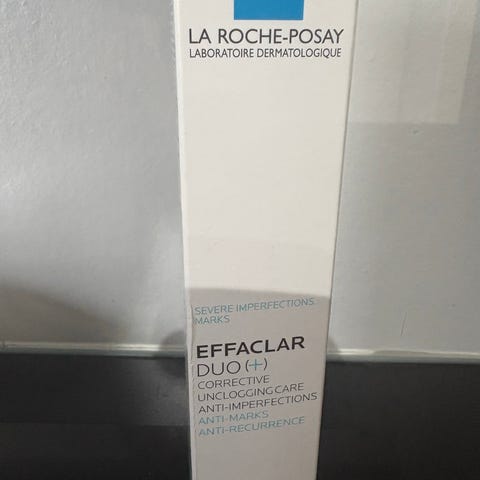 LA ROCHE-POSAY
LABORATOIRE DERMATOLOGIQUE
SEVERE IMPERFECTIONS
MARKS
EFFACLAR
DUO (+)
CORRECTIVE
UNCLOGGING CARE
ANTI-IMPERFECTIONS
ANTI-MARKS
ANTI-RECURRENCE